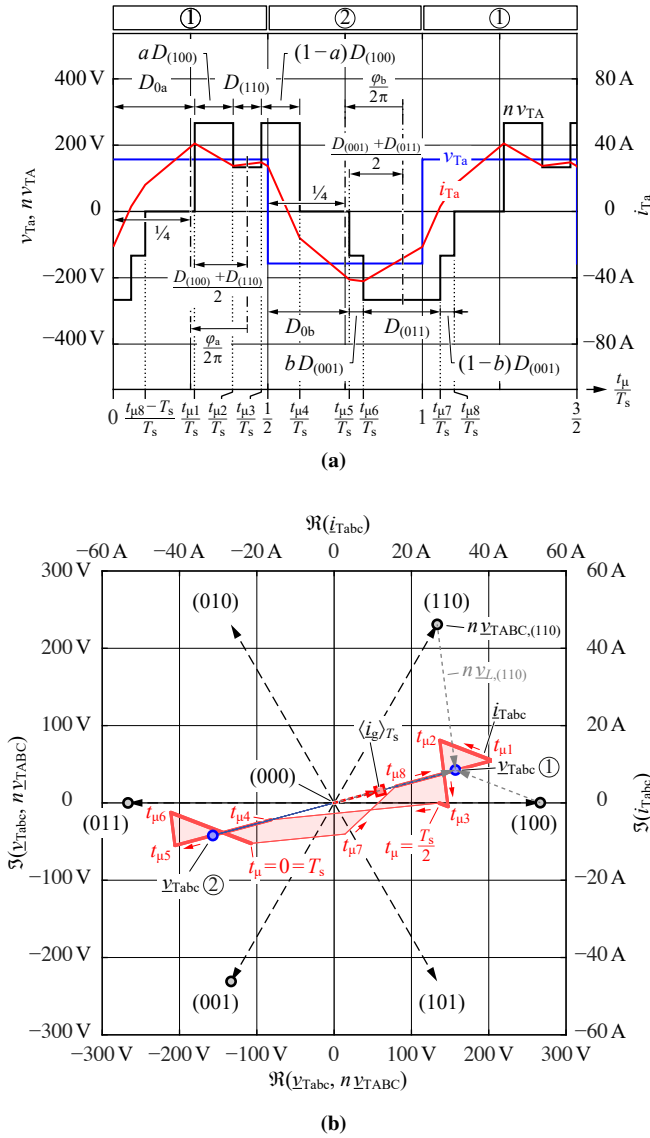 ① ② ①
a D(100) (1−a) D(100)
400 V D0a D(110) φb/2π n vTA 80 A
200 V (D(001) + D(011))/2 vTa 40 A
vTa, n vTA ¼ iTa iTa
0 ¼ 0
(D(100) + D(110))/2
−200 V −40 A
φa/2π D0b D(011)
−400 V b D(001) (1−b) D(001) −80 A
0 (tμ8 − Ts)/Ts tμ1/Ts tμ2/Ts tμ3/Ts 1/2 tμ4/Ts tμ5/Ts tμ6/Ts 1 tμ7/Ts tμ8/Ts 3/2 tμ/Ts
(a)
ℜ(iTabc)
−60 A −40 A −20 A 0 20 A 40 A 60 A
300 V 60 A
(010) (110)
200 V n vTABC,(110) 40 A
n vL,(110)
100 V ⟨ig⟩Ts tμ2 iTabc tμ1 20 A
(000) tμ8 vTabc ①
0 0
(011) tμ6 tμ4 tμ3 (100)
tμ5 tμ = 0 = Ts tμ7 tμ = Ts/2
vTabc ②
−100 V −20 A
−200 V −40 A
(001) (101)
−300 V −60 A
−300 V −200 V −100 V 0 100 V 200 V 300 V
ℑ(vTabc, n vTABC)
ℑ(iTabc)
ℜ(vTabc, n vTABC)
(b)